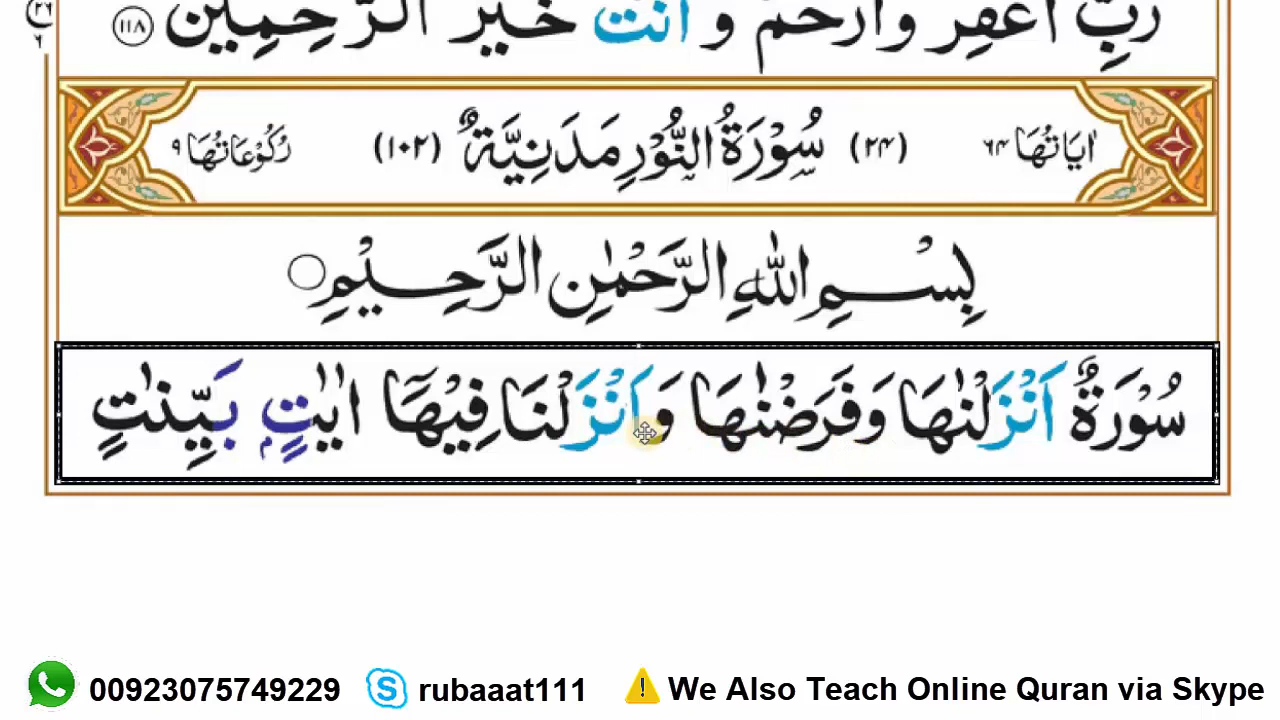 رَبِّ اغْفِرْ وَارْحَمْ وَ اَنْتَ خَيْرُ الرَّحِمِيْنَ ١١٨
اٰيَاتُهَا ٦٤ (٢٤) سُوْرَةُ النُّوْرِ مَدَنِيَّةٌ (١٠٢) رُكُوْعَاتُهَا ٩
بِسْمِ اللّٰهِ الرَّحْمٰنِ الرَّحِيْمِ
سُوْرَةٌ اَنْزَلْنٰهَا وَفَرَضْنٰهَا وَ اَنْزَلْنَا فِيْهَآ اٰيٰتٍۭ بَيِّنٰتٍ
00923075749229 rubaaat111 We Also Teach Online Quran via Skype